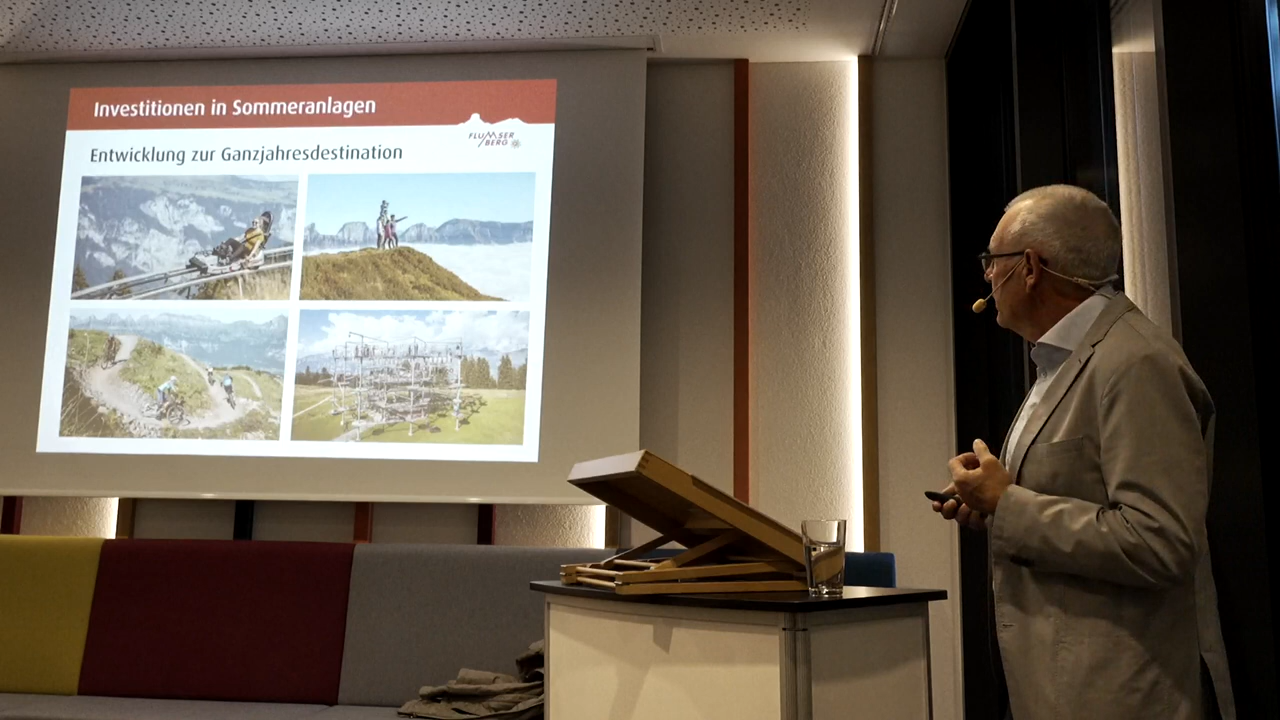 Investitionen in Sommeranlagen
FLUMSER
BERG
Entwicklung zur Ganzjahresdestination